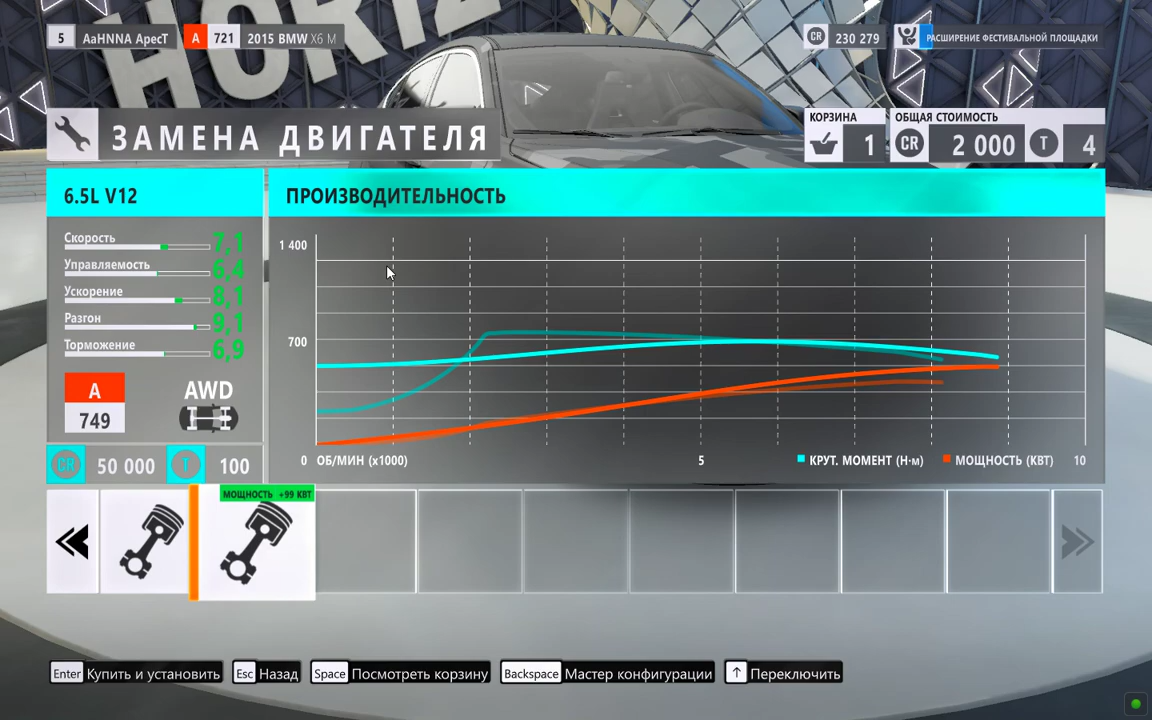 HORIZ
5 AaHNNA ApecT A 721 2015 BMW X6 M
CR 230 279 РАСШИРЕНИЕ ФЕСТИВАЛЬНОЙ ПЛОЩАДКИ
ЗАМЕНА ДВИГАТЕЛЯ
КОРЗИНА ОБЩАЯ СТОИМОСТЬ
1 CR 2 000 T 4
6.5L V12
ПРОИЗВОДИТЕЛЬНОСТЬ
Скорость 7,1
Управляемость 6,4
Ускорение 8,1
Разгон 9,1
Торможение 6,9
A 749
AWD
CR 50 000 T 100
1 400
700
0 ОБ/МИН (x1000) 5 КРУТ. МОМЕНТ (Н·м) МОЩНОСТЬ (КВТ) 10
МОЩНОСТЬ +99 КВТ
Enter Купить и установить Esc Назад Space Посмотреть корзину Backspace Мастер конфигурации ↑ Переключить